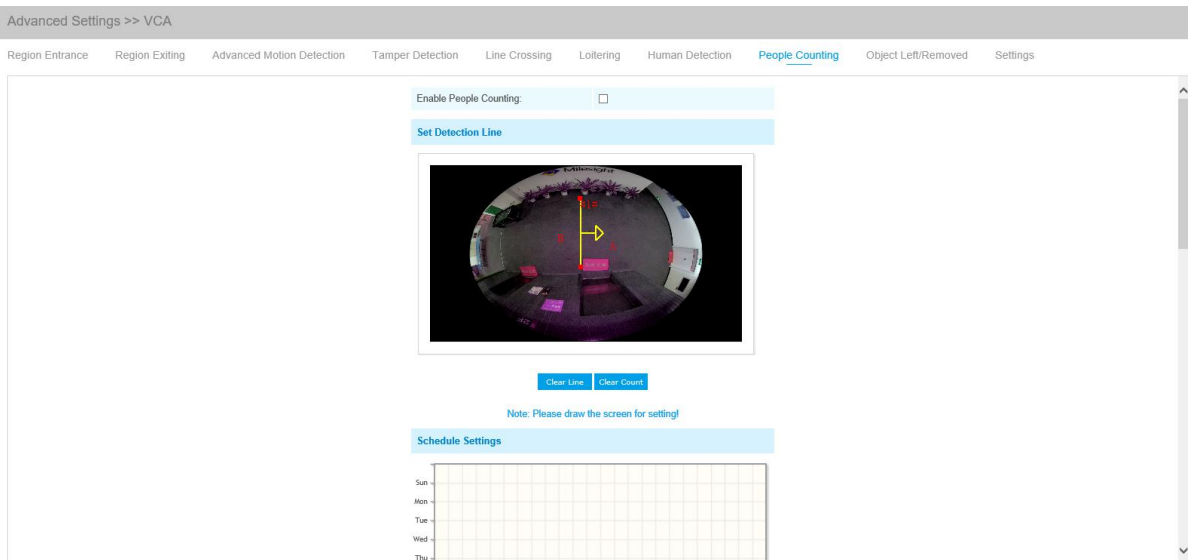 Advanced Settings >> VCA
Region Entrance Region Exiting Advanced Motion Detection Tamper Detection Line Crossing Loitering Human Detection People Counting Object Left/Removed Settings
Enable People Counting:
Set Detection Line
Milesight
Clear Line Clear Count
Note: Please draw the screen for setting!
Schedule Settings
Sun
Mon
Tue
Wed
Thu